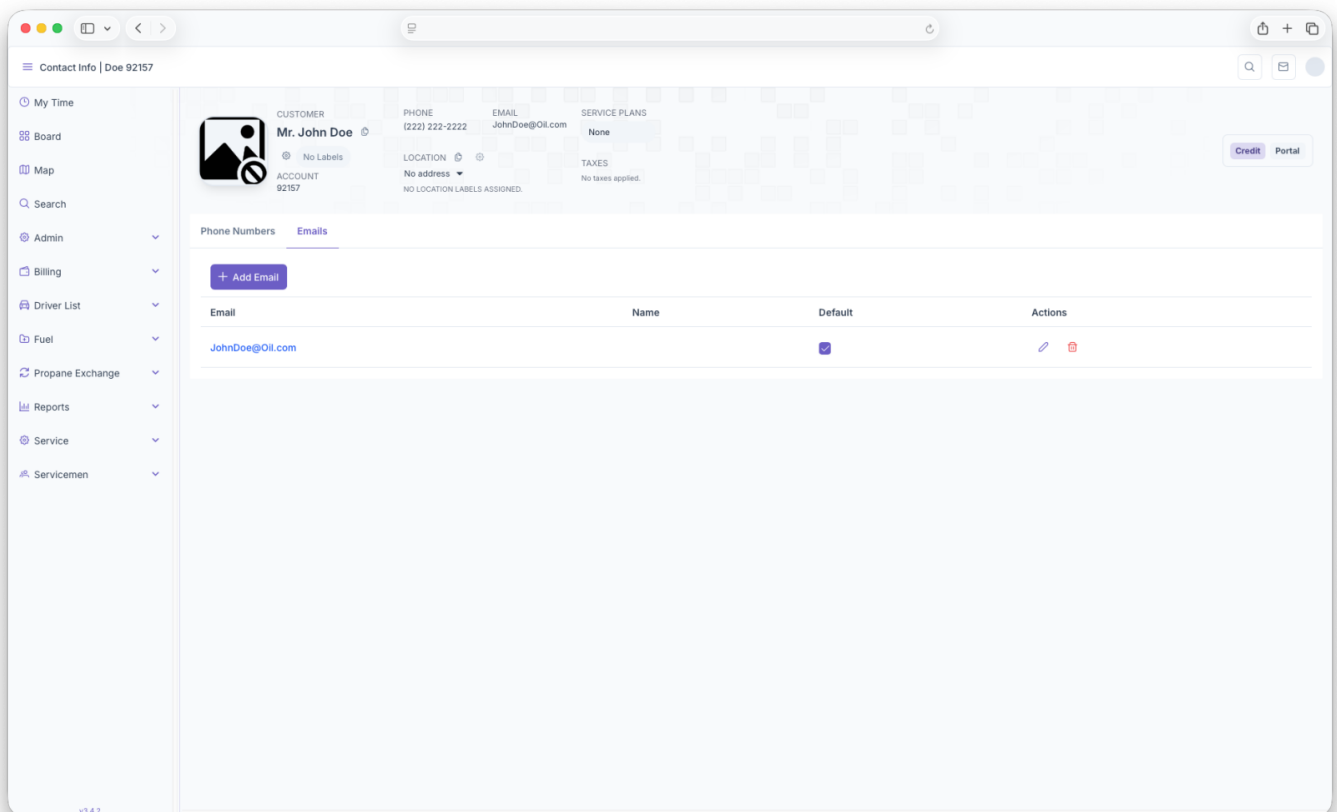 Contact Info | Doe 92157
My Time
Board
Map
Search
Admin
Billing
Driver List
Fuel
Propane Exchange
Reports
Service
Servicemen
v3.4.2
CUSTOMER
Mr. John Doe
No Labels
ACCOUNT
92157
PHONE
(222) 222-2222
EMAIL
JohnDoe@Oil.com
LOCATION
No address
NO LOCATION LABELS ASSIGNED.
SERVICE PLANS
None
TAXES
No taxes applied.
Credit Portal
Phone Numbers Emails
+ Add Email
Email Name Default Actions
JohnDoe@Oil.com